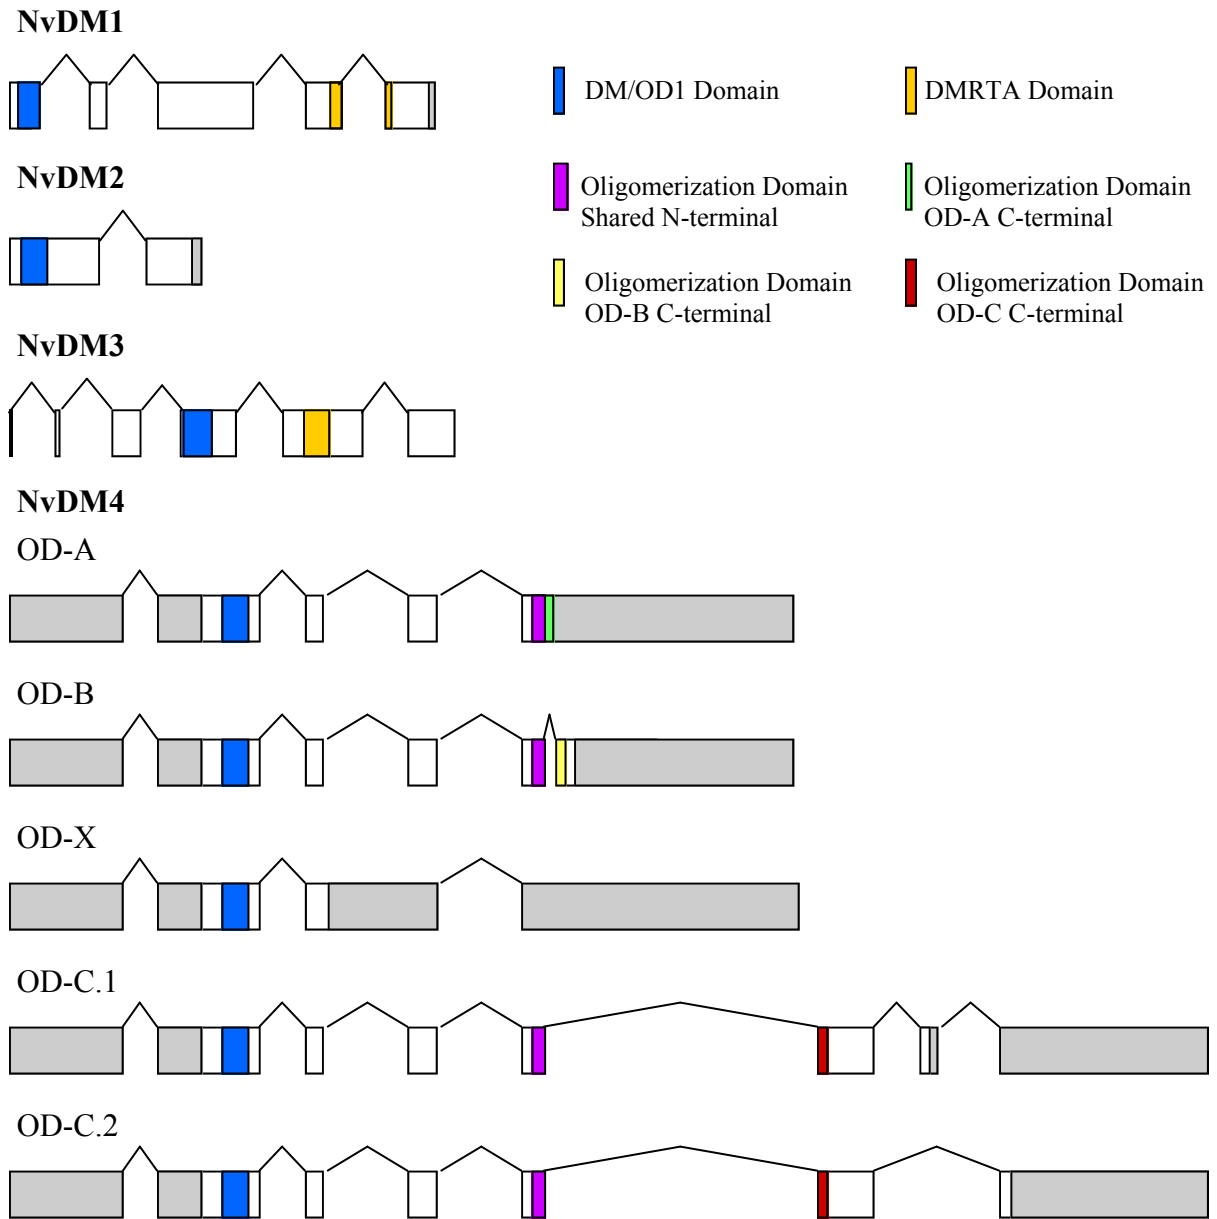 NvDM1
DM/OD1 Domain
DMRTA Domain
NvDM2
Oligomerization Domain
Shared N-terminal
Oligomerization Domain
OD-A C-terminal
Oligomerization Domain
OD-B C-terminal
Oligomerization Domain
OD-C C-terminal
NvDM3
NvDM4
OD-A
OD-B
OD-X
OD-C.1
OD-C.2